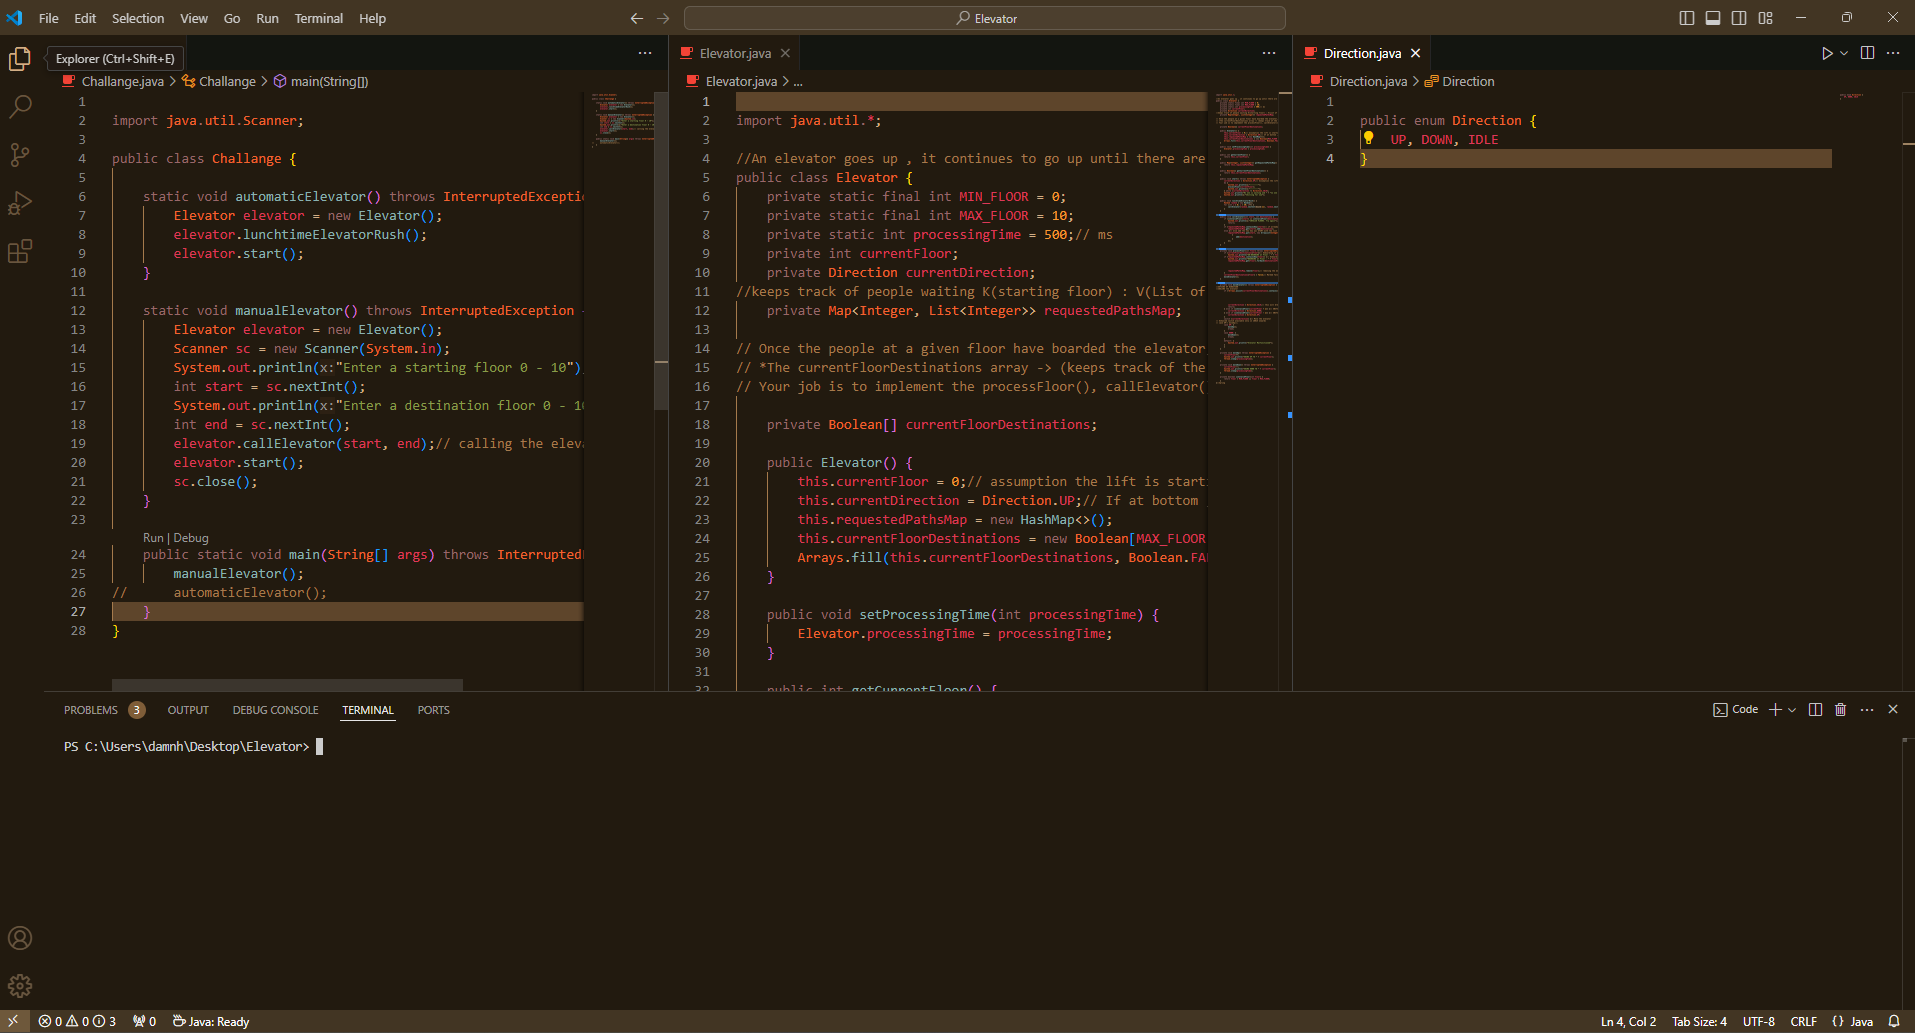 File Edit Selection View Go Run Terminal Help
Elevator
Explorer (Ctrl+Shift+E)
Challange.java > Challange > main(String[])
1
2 import java.util.Scanner;
3
4 public class Challange {
5
6 static void automaticElevator() throws InterruptedExcepti
7 Elevator elevator = new Elevator();
8 elevator.lunchtimeElevatorRush();
9 elevator.start();
10 }
11
12 static void manualElevator() throws InterruptedException
13 Elevator elevator = new Elevator();
14 Scanner sc = new Scanner(System.in);
15 System.out.println(x:"Enter a starting floor 0 - 10")
16 int start = sc.nextInt();
17 System.out.println(x:"Enter a destination floor 0 - 10
18 int end = sc.nextInt();
19 elevator.callElevator(start, end);// calling the elev
20 elevator.start();
21 sc.close();
22 }
23
Run | Debug
24 public static void main(String[] args) throws Interrupted
25 manualElevator();
26 // automaticElevator();
27 }
28 }
Elevator.java
Elevator.java > ...
1
2 import java.util.*;
3
4 //An elevator goes up , it continues to go up until there are
5 public class Elevator {
6 private static final int MIN_FLOOR = 0;
7 private static final int MAX_FLOOR = 10;
8 private static int processingTime = 500;// ms
9 private int currentFloor;
10 private Direction currentDirection;
11 //keeps track of people waiting K(starting floor) : V(List of
12 private Map<Integer, List<Integer>> requestedPathsMap;
13
14 // Once the people at a given floor have boarded the elevator
15 // *The currentFloorDestinations array -> (keeps track of the
16 // Your job is to implement the processFloor(), callElevator(
17
18 private Boolean[] currentFloorDestinations;
19
20 public Elevator() {
21 this.currentFloor = 0;// assumption the lift is start
22 this.currentDirection = Direction.UP;// If at bottom
23 this.requestedPathsMap = new HashMap<>();
24 this.currentFloorDestinations = new Boolean[MAX_FLOOR
25 Arrays.fill(this.currentFloorDestinations, Boolean.FA
26 }
27
28 public void setProcessingTime(int processingTime) {
29 Elevator.processingTime = processingTime;
30 }
31
32 public int getCurrentFloor() {
Direction.java
Direction.java > Direction
1
2 public enum Direction {
3 UP, DOWN, IDLE
4 }
PROBLEMS 3 OUTPUT DEBUG CONSOLE TERMINAL PORTS
Code
PS C:\Users\damnh\Desktop\Elevator>
0 0 3 0 Java: Ready
Ln 4, Col 2 Tab Size: 4 UTF-8 CRLF {} Java